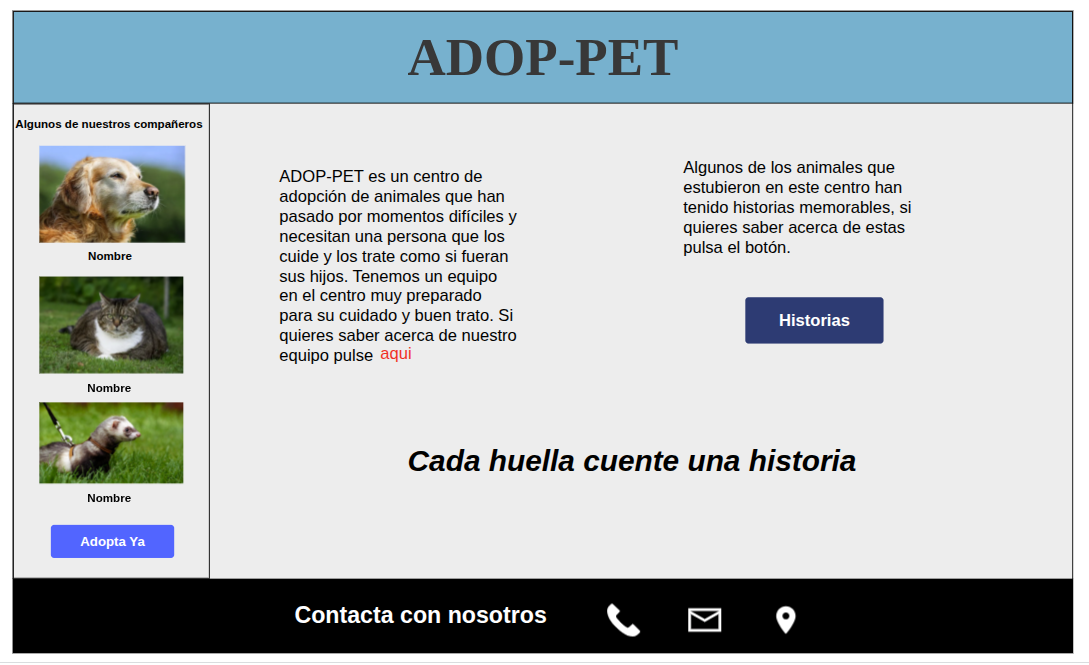 ADOP-PET
Algunos de nuestros compañeros
Nombre
Nombre
Nombre
Adopta Ya
ADOP-PET es un centro de
adopción de animales que han
pasado por momentos difíciles y
necesitan una persona que los
cuide y los trate como si fueran
sus hijos. Tenemos un equipo
en el centro muy preparado
para su cuidado y buen trato. Si
quieres saber acerca de nuestro
equipo pulse aqui
Algunos de los animales que
estubieron en este centro han
tenido historias memorables, si
quieres saber acerca de estas
pulsa el botón.
Historias
Cada huella cuente una historia
Contacta con nosotros